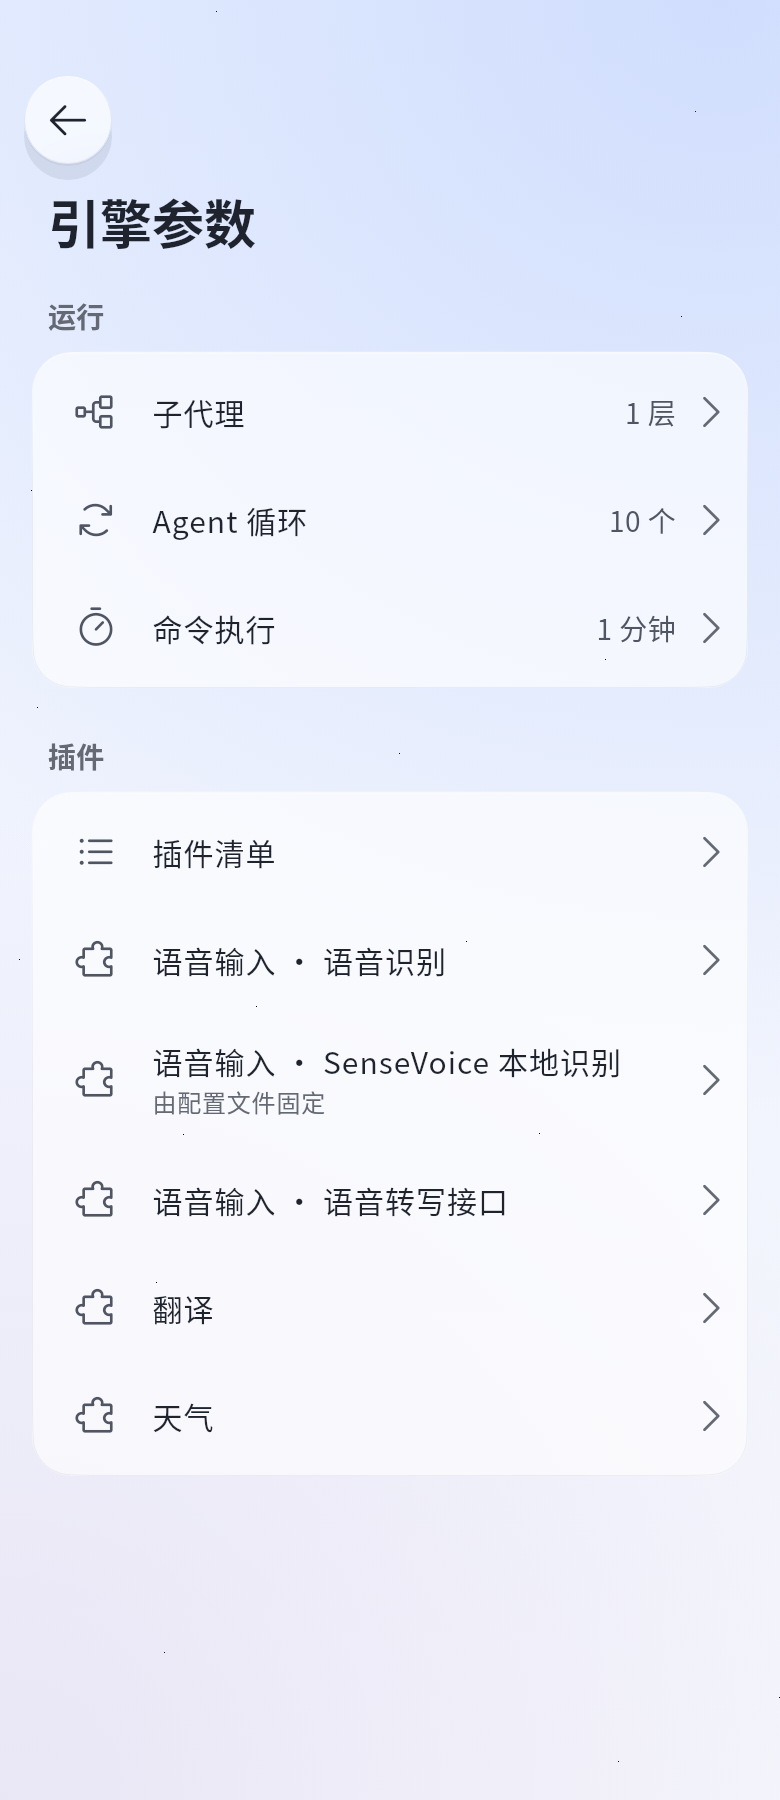 引擎参数
运行
子代理 1 层
Agent 循环 10 个
命令执行 1 分钟
插件
插件清单
语音输入 · 语音识别
语音输入 · SenseVoice 本地识别
由配置文件固定
语音输入 · 语音转写接口
翻译
天气